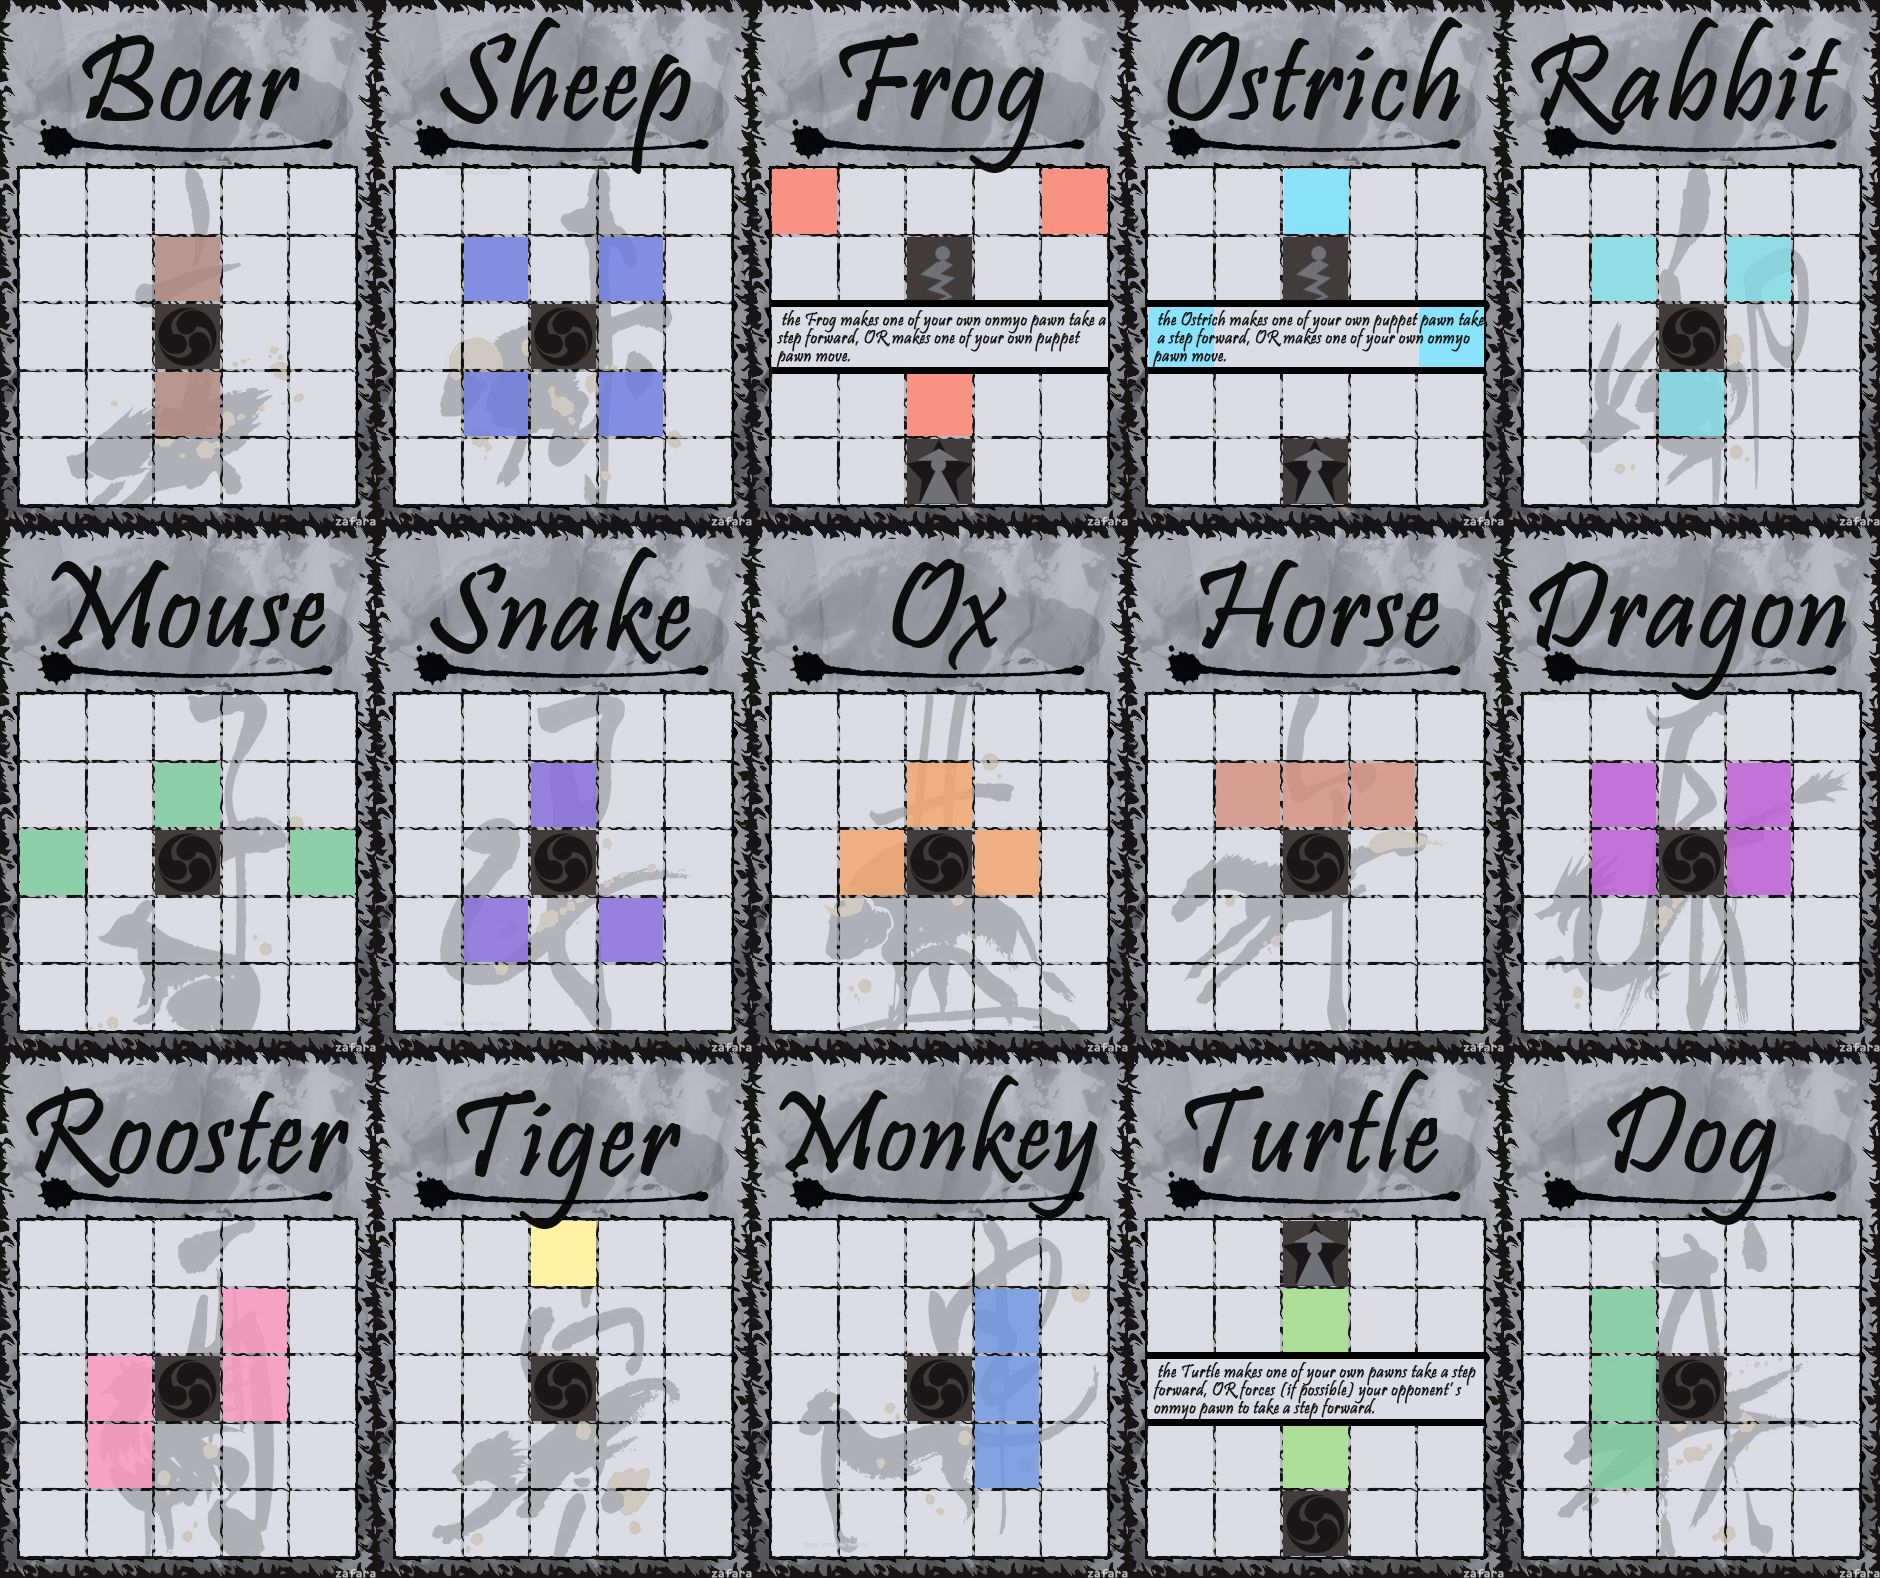 Boar
Sheep
Frog
Ostrich
Rabbit
the Frog makes one of your own onmyo pawn take a
step forward, OR makes one of your own puppet
pawn move.
the Ostrich makes one of your own puppet pawn take
a step forward, OR makes one of your own onmyo
pawn move.
zafara
zafara
zafara
zafara
zafara
Mouse
Snake
Ox
Horse
Dragon
zafara
zafara
zafara
zafara
zafara
Rooster
Tiger
Monkey
Turtle
Dog
the Turtle makes one of your own pawns take a step
forward, OR forces (if possible) your opponent's
onmyo pawn to take a step forward.
zafara
zafara
zafara
zafara
zafara